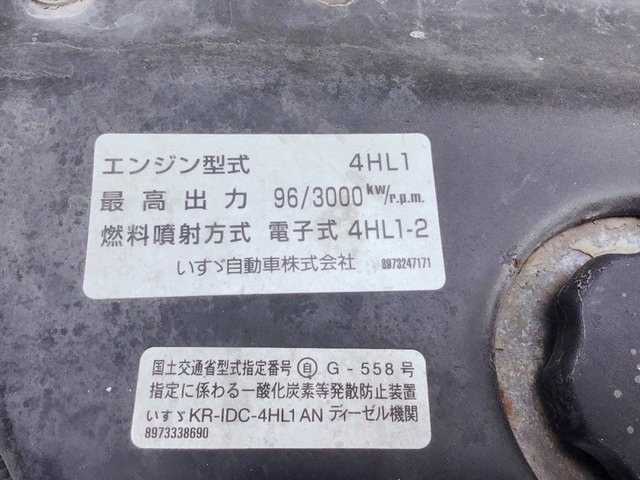 エンジン型式 4HL1
最高出力 96/3000 kw/r.p.m.
燃料噴射方式 電子式 4HL1-2
いすゞ自動車株式会社 8973247171
国土交通省型式指定番号 自 G-558号
指定に係わる一酸化炭素等発散防止装置
いすゞ KR-IDC-4HL1AN ディーゼル機関
8973338690